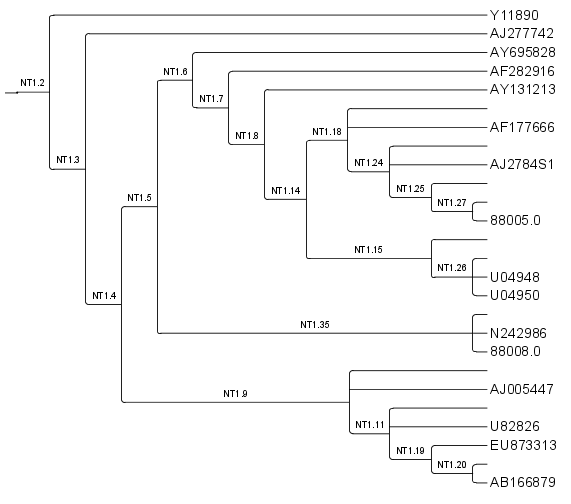 Y11890
AJ277742
NT1.2
AY695828
NT1.6
AF282916
AY131213
NT1.7
AF177666
NT1.18
NT1.8
AJ2784S1
NT1.3
NT1.24
NT1.14
NT1.25
NT1.5
NT1.27
88005.0
NT1.15
NT1.26
U04948
U04950
NT1.4
NT1.35
N242986
88008.0
AJ005447
NT1.9
NT1.11
U82826
EU873313
NT1.19
NT1.20
AB166879